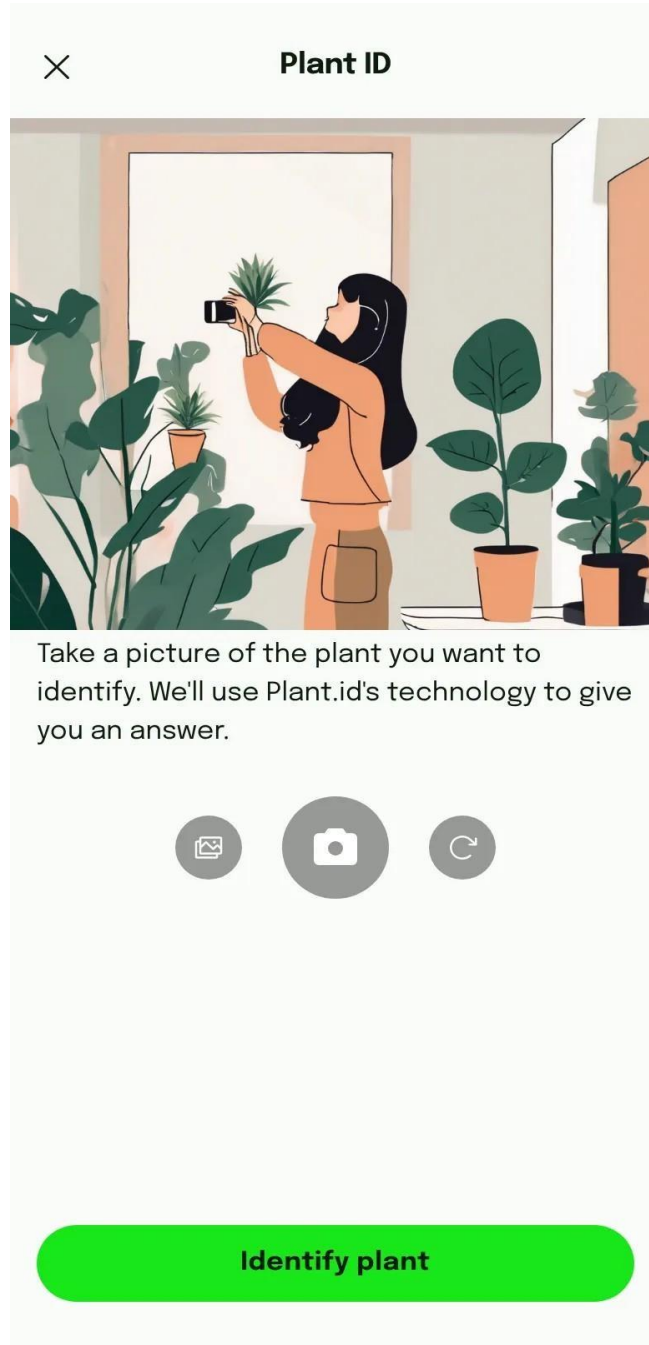 Plant ID
Take a picture of the plant you want to
identify. We'll use Plant.id's technology to give
you an answer.
Identify plant